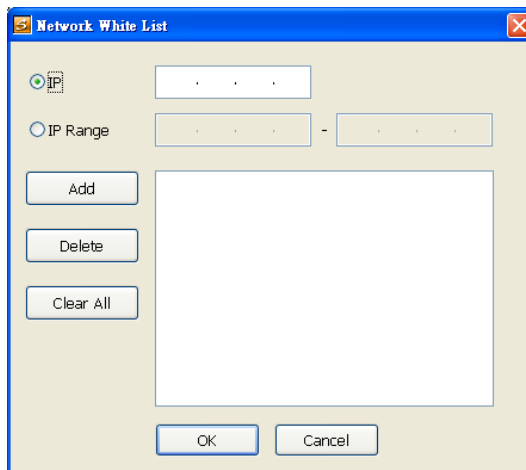 Network White List
IP
. . .
IP Range
. . . - . . .
Add
Delete
Clear All
OK
Cancel